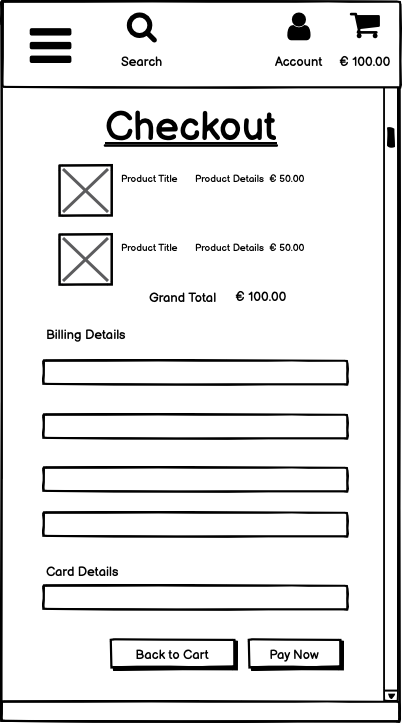 Search Account € 100.00
Checkout
Product Title Product Details € 50.00
Product Title Product Details € 50.00
Grand Total € 100.00
Billing Details
Card Details
Back to Cart Pay Now